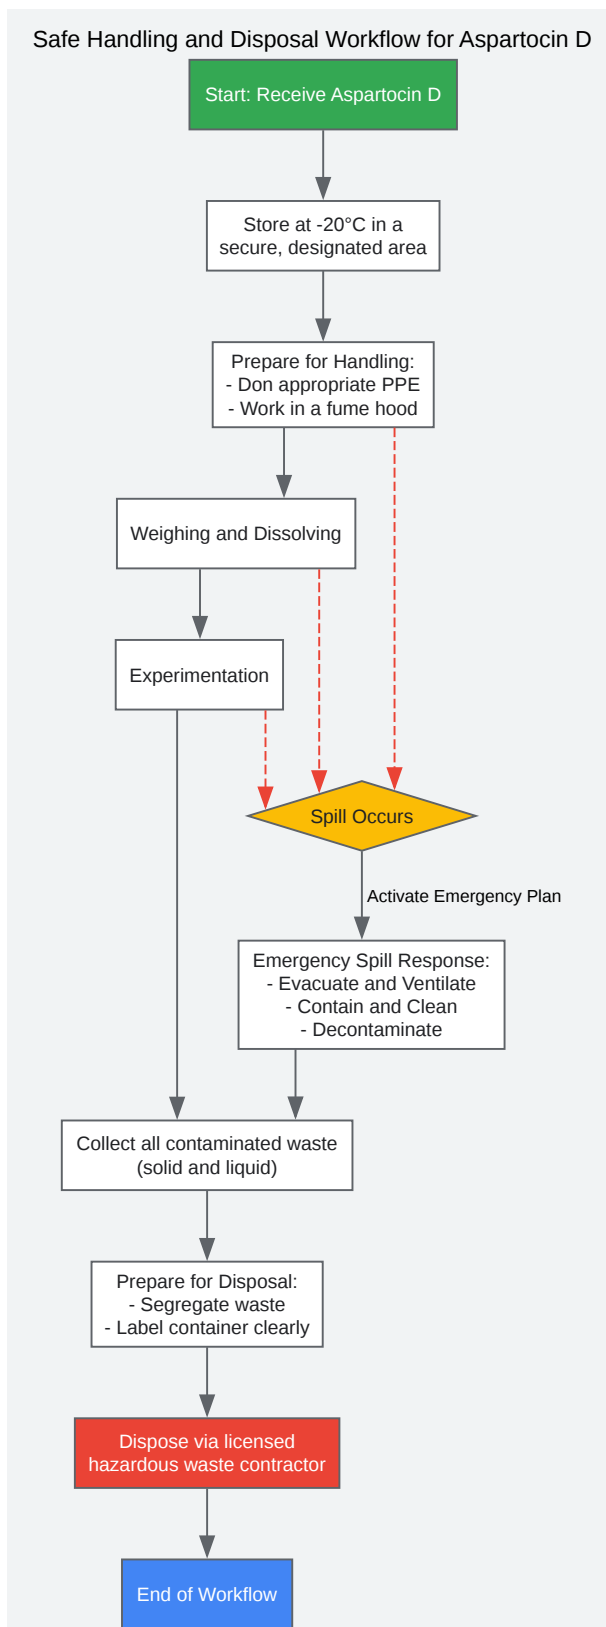 Safe Handling and Disposal Workflow for Aspartocin D
Start: Receive Aspartocin D
Store at -20°C in a
secure, designated area
Prepare for Handling:
- Don appropriate PPE
- Work in a fume hood
Weighing and Dissolving
Experimentation
Spill Occurs
Activate Emergency Plan
Emergency Spill Response:
- Evacuate and Ventilate
- Contain and Clean
- Decontaminate
Collect all contaminated waste
(solid and liquid)
Prepare for Disposal:
- Segregate waste
- Label container clearly
Dispose via licensed
hazardous waste contractor
End of Workflow